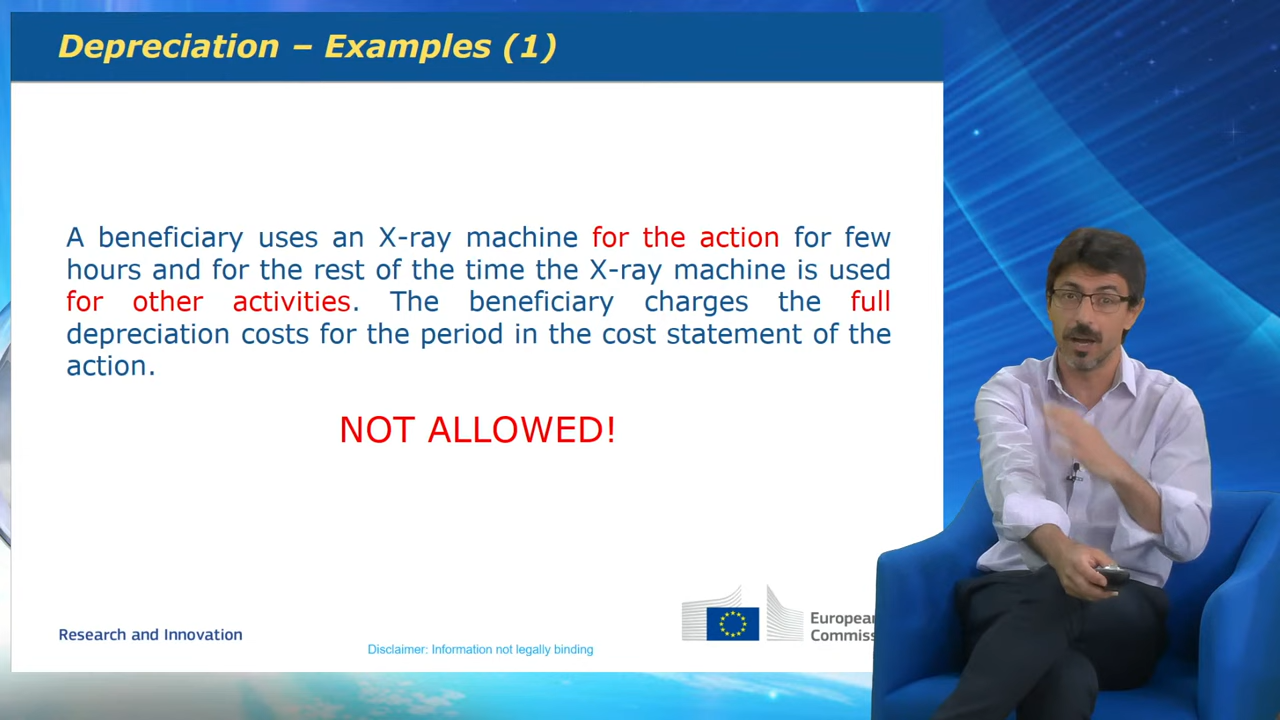 Depreciation – Examples (1)
A beneficiary uses an X-ray machine for the action for few
hours and for the rest of the time the X-ray machine is used
for other activities. The beneficiary charges the full
depreciation costs for the period in the cost statement of the
action.
NOT ALLOWED!
Research and Innovation
Disclaimer: Information not legally binding
European
Commiss